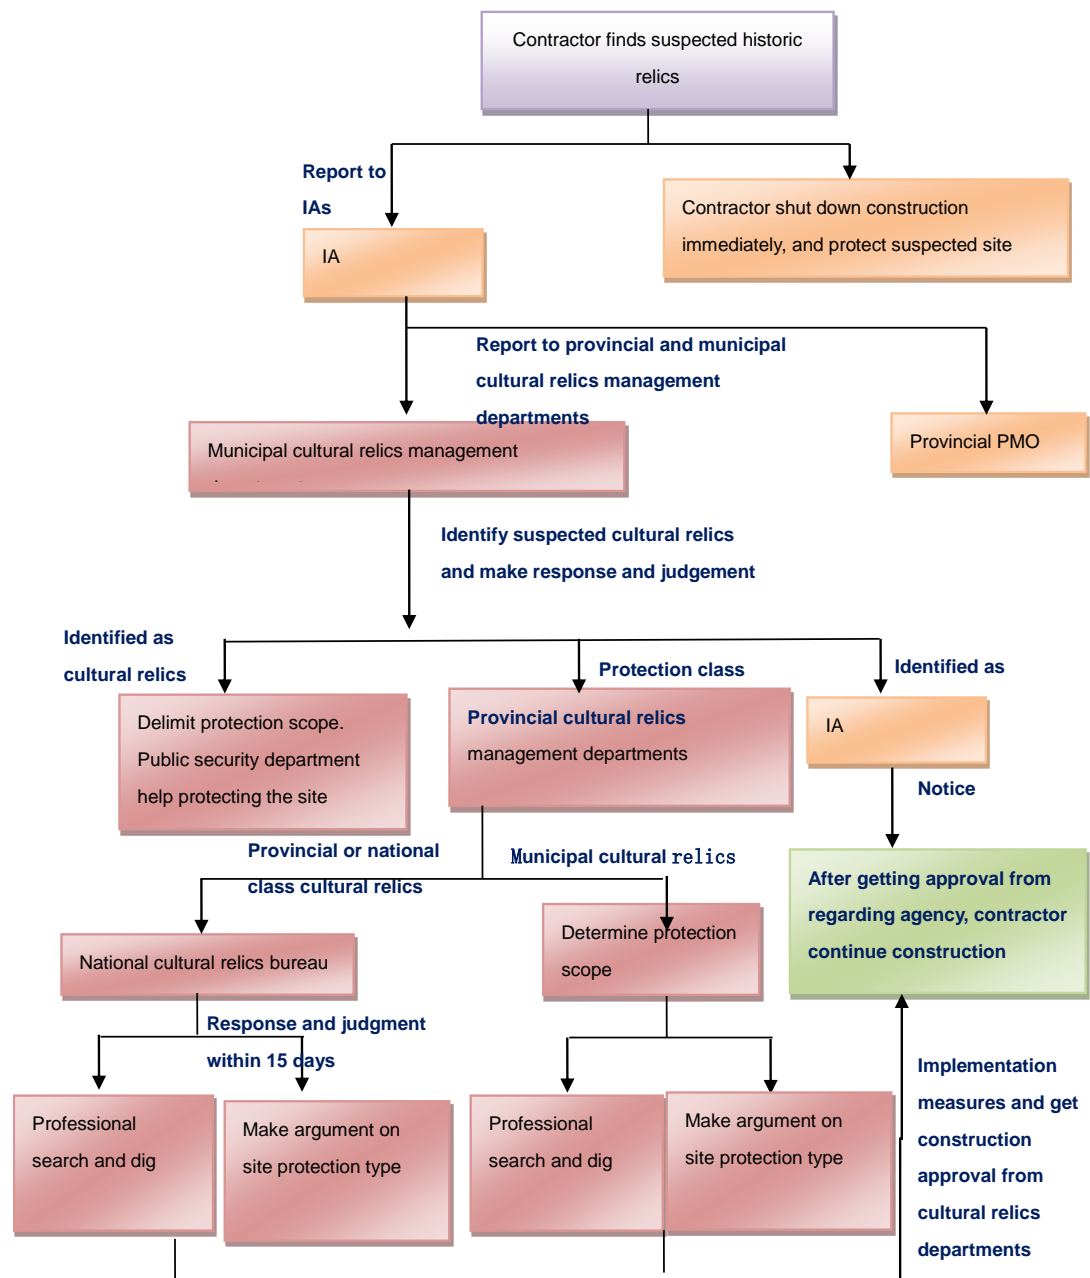 Contractor finds suspected historic
relics
Report to
IAs
Contractor shut down construction
immediately, and protect suspected site
IA
Report to provincial and municipal
cultural relics management
departments
Municipal cultural relics management
Provincial PMO
Identify suspected cultural relics
and make response and judgement
Identified as
cultural relics
Protection class
Identified as
Delimit protection scope.
Public security department
help protecting the site
Provincial cultural relics
management departments
IA
Notice
Provincial or national
class cultural relics
Municipal cultural relics
After getting approval from
regarding agency, contractor
continue construction
National cultural relics bureau
Determine protection
scope
Response and judgment
within 15 days
Professional
search and dig
Make argument on
site protection type
Professional
search and dig
Make argument on
site protection type
Implementation
measures and get
construction
approval from
cultural relics
departments